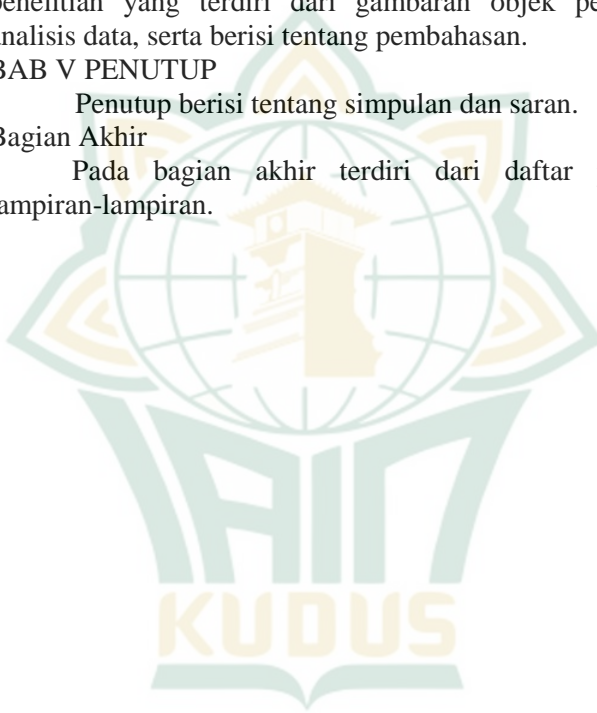 penelitian yang terdiri dari gambaran objek pe
analisis data, serta berisi tentang pembahasan.
BAB V PENUTUP
Penutup berisi tentang simpulan dan saran.
Bagian Akhir
Pada bagian akhir terdiri dari daftar
lampiran-lampiran.
IAIN
KUDUS